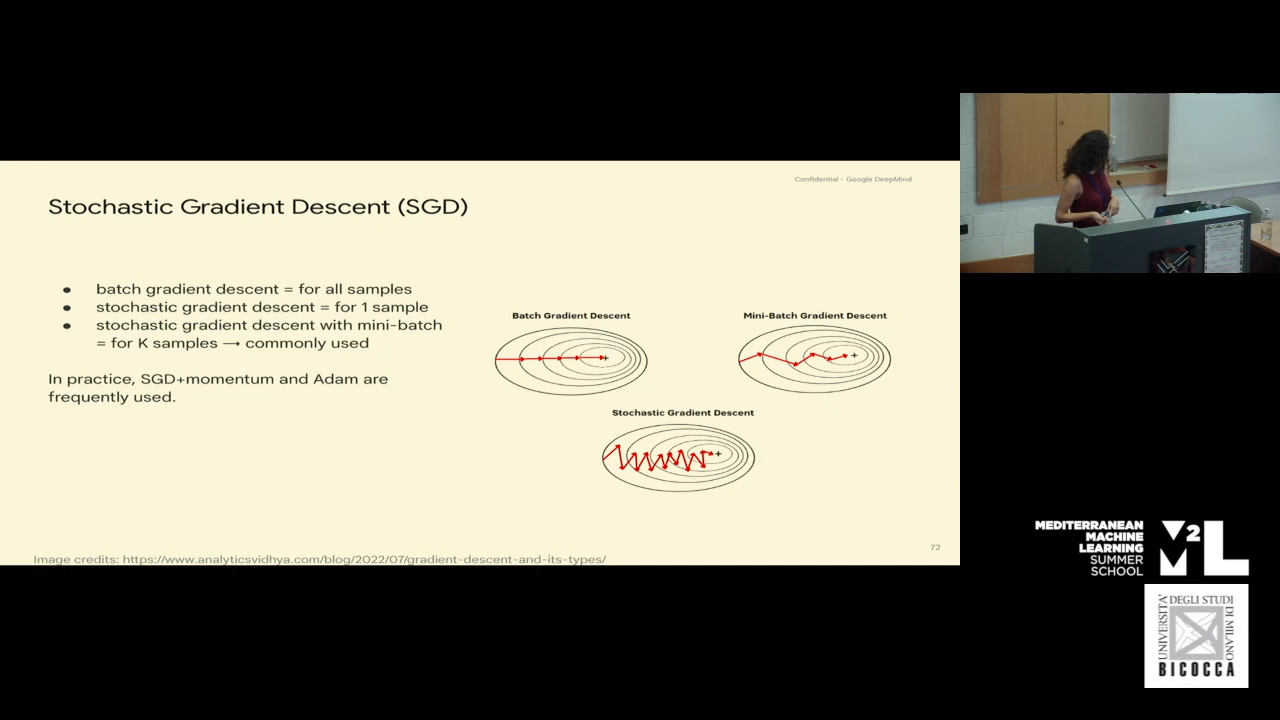 Confidential - Google DeepMind
Stochastic Gradient Descent (SGD)
● batch gradient descent = for all samples
● stochastic gradient descent = for 1 sample
● stochastic gradient descent with mini-batch
= for K samples → commonly used
In practice, SGD+momentum and Adam are
frequently used.
Batch Gradient Descent
Mini-Batch Gradient Descent
Stochastic Gradient Descent
72
Image credits: https://www.analyticsvidhya.com/blog/2022/07/gradient-descent-and-its-types/
MEDITERRANEAN
MACHINE
LEARNING
SUMMER
SCHOOL
M2L
UNIVERSITÀ
DEGLI STUDI
DI MILANO
BICOCCA